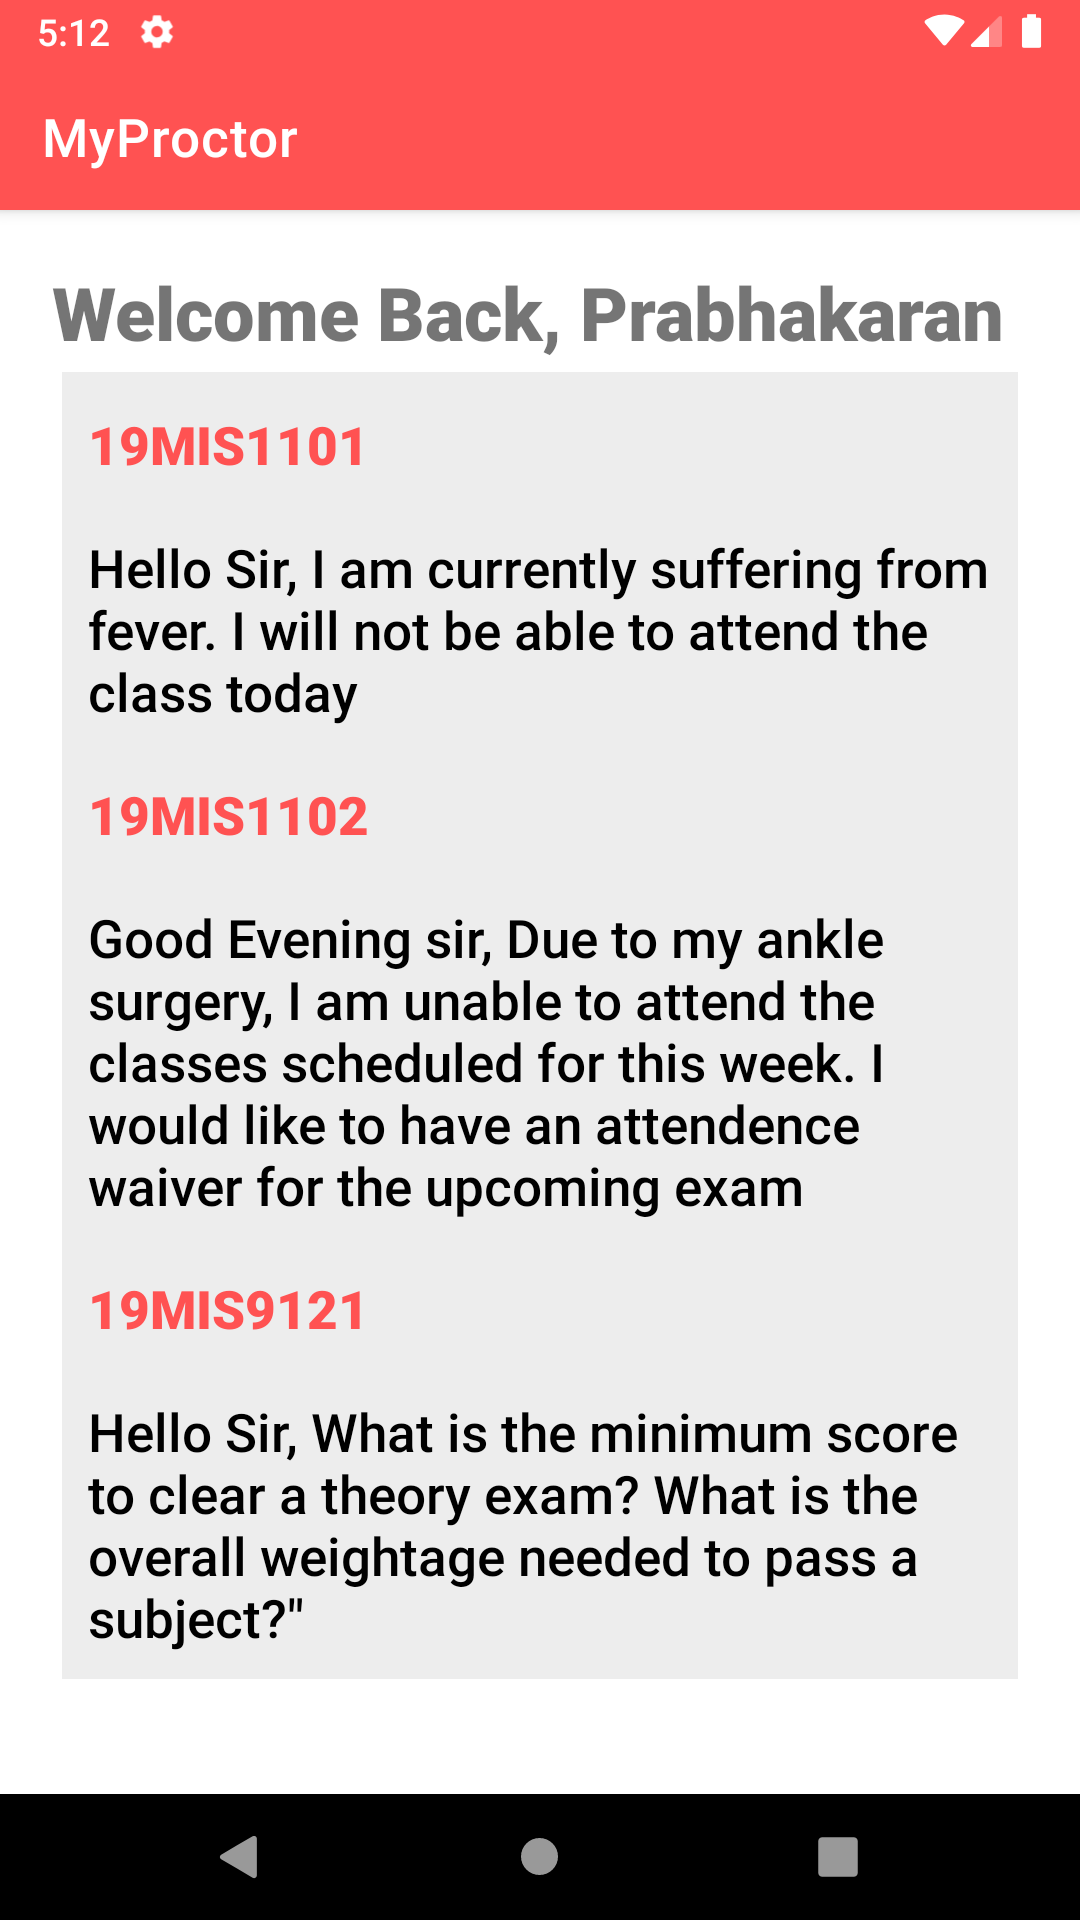 5:12
MyProctor
Welcome Back, Prabhakaran
19MIS1101
Hello Sir, I am currently suffering from
fever. I will not be able to attend the
class today
19MIS1102
Good Evening sir, Due to my ankle
surgery, I am unable to attend the
classes scheduled for this week. I
would like to have an attendence
waiver for the upcoming exam
19MIS9121
Hello Sir, What is the minimum score
to clear a theory exam? What is the
overall weightage needed to pass a
subject?"